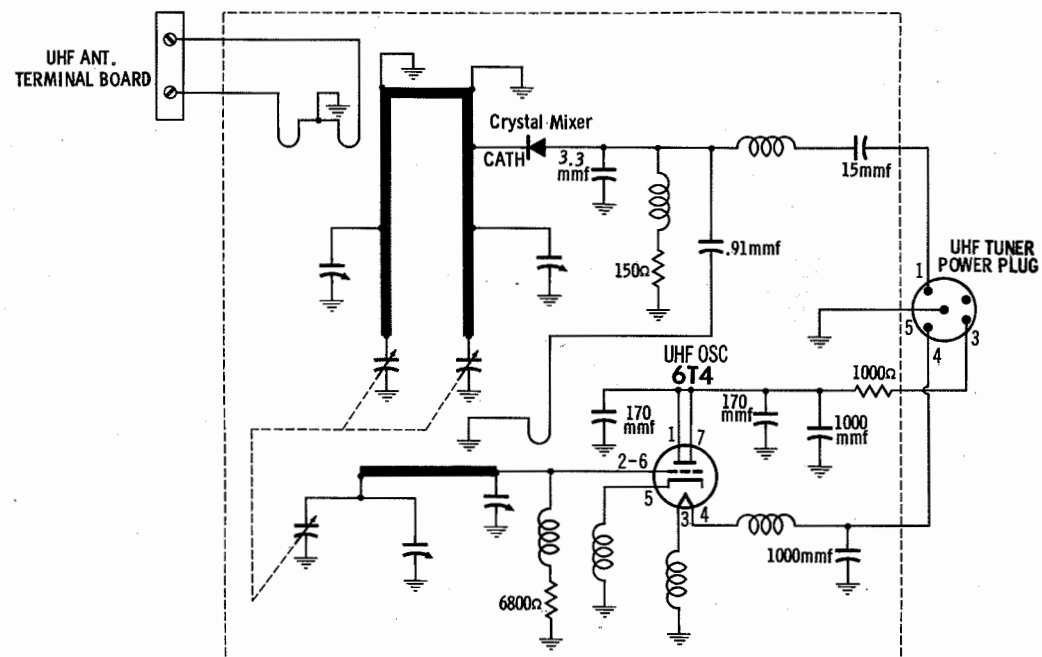 UHF ANT.
TERMINAL BOARD
Crystal Mixer
CATH
3.3
mmf
15mmf
150Ω
.91mmf
UHF TUNER
POWER PLUG
1
5
4
3
UHF OSC
6T4
1000Ω
170
mmf
170
mmf
1000
mmf
1
7
2-6
5
3
4
1000mmf
6800Ω